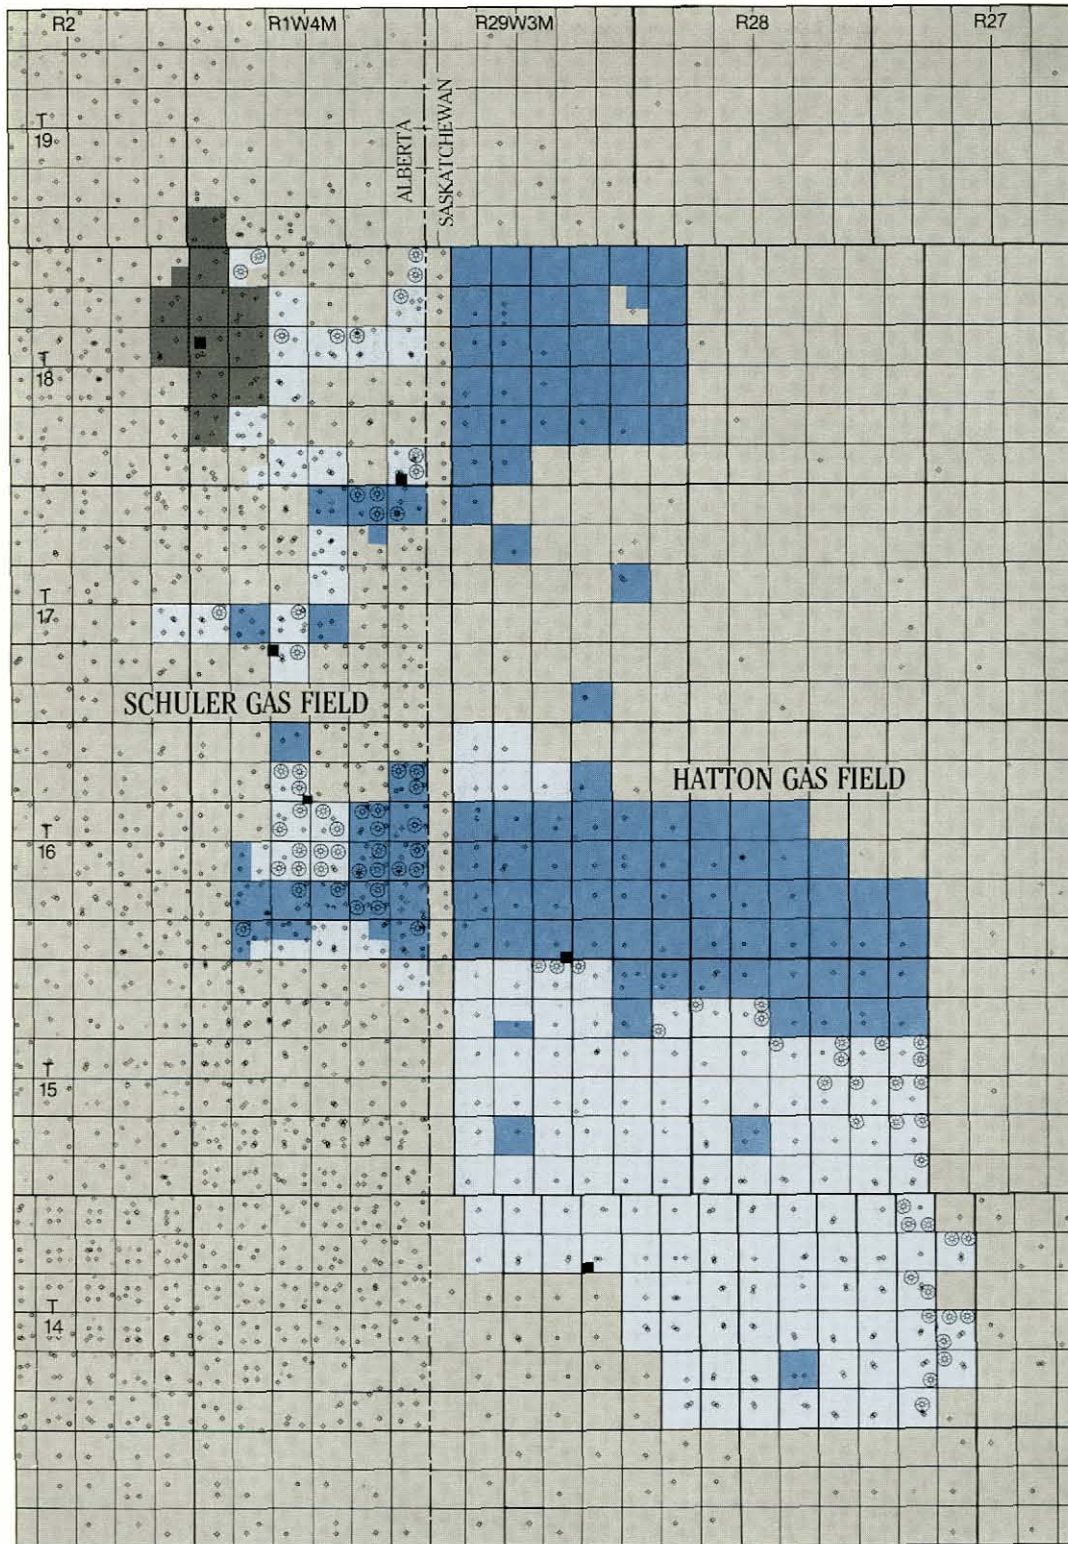 R2 R1W4M R29W3M R28 R27
ALBERTA
SASKATCHEWAN
T
19
T
18
T
17
SCHULER GAS FIELD
HATTON GAS FIELD
T
16
T
15
T
14